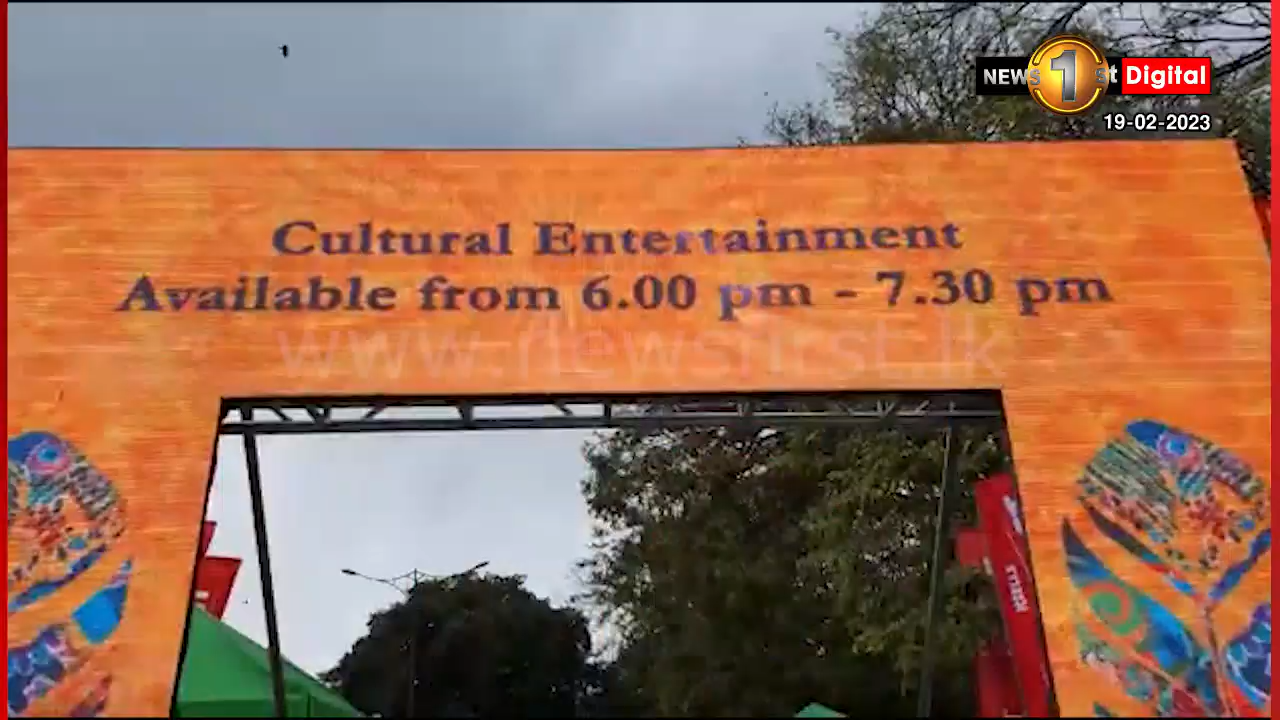 NEWS 1st Digital
19-02-2023
Cultural Entertainment
Available from 6.00 pm - 7.30 pm
www.newsfirst.lk